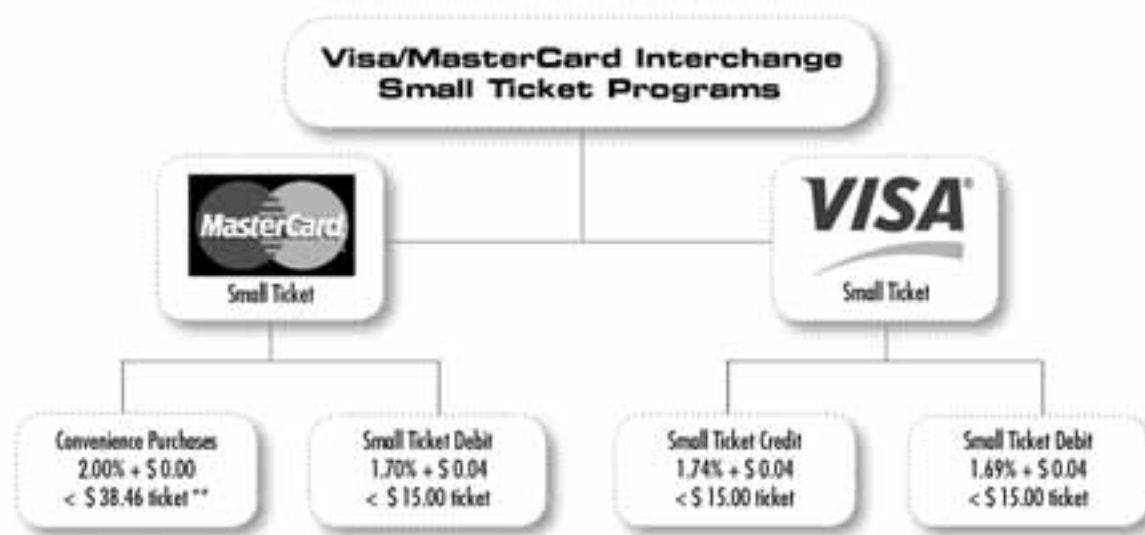 Visa/MasterCard Interchange
Small Ticket Programs
MasterCard
Small Ticket
VISA®
Small Ticket
Convenience Purchases
2.00% + $ 0.00
< $ 38.46 ticket **
Small Ticket Debit
1.70% + $ 0.04
< $ 15.00 ticket
Small Ticket Credit
1.74% + $ 0.04
< $ 15.00 ticket
Small Ticket Debit
1.69% + $ 0.04
< $ 15.00 ticket